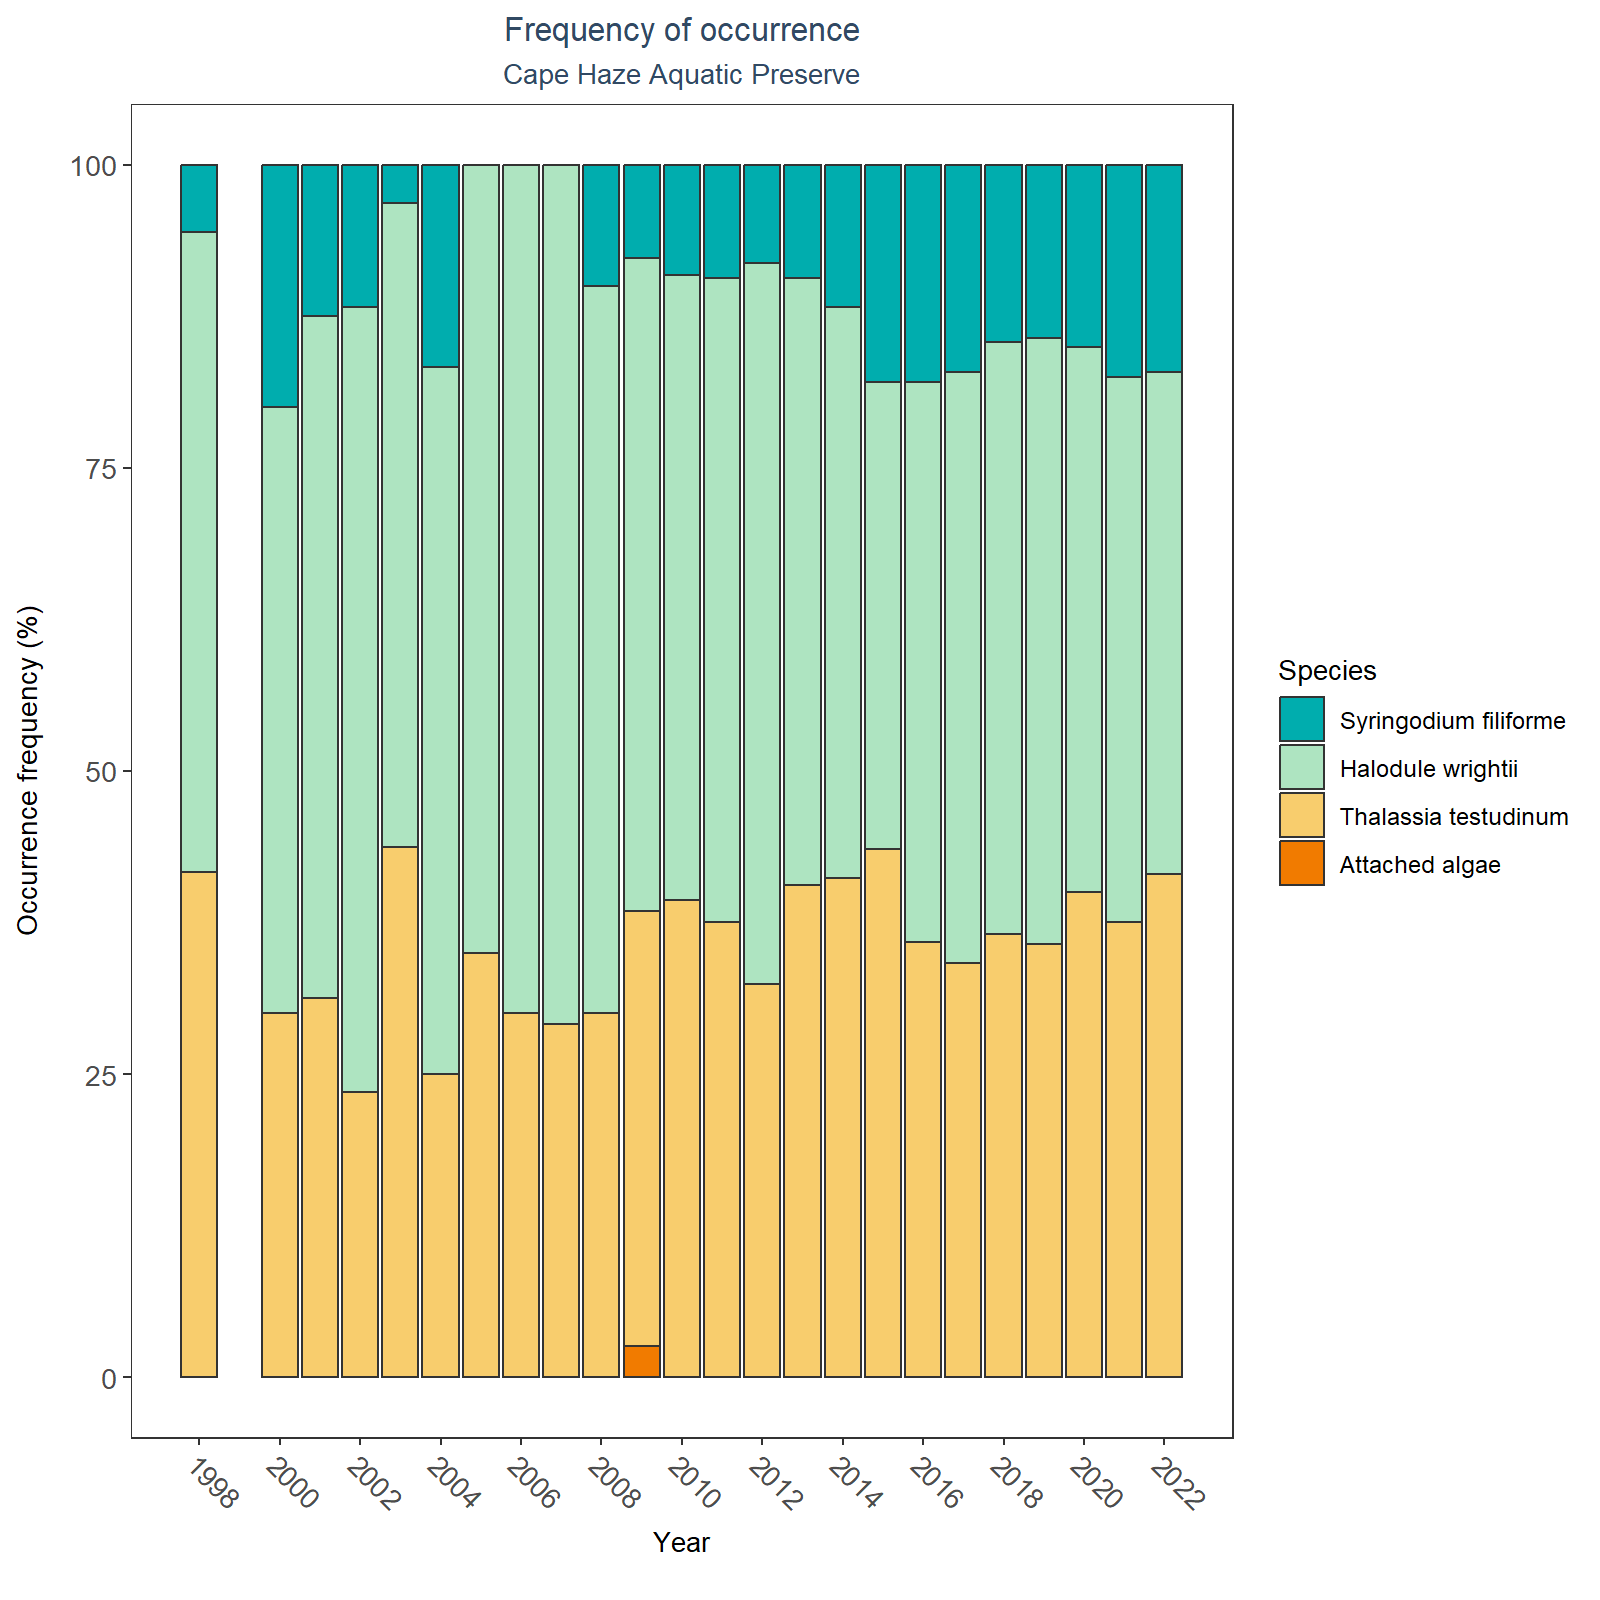 Frequency of occurrence
Cape Haze Aquatic Preserve
Occurrence frequency (%)
100
75
50
25
0
1998
2000
2002
2004
2006
2008
2010
2012
2014
2016
2018
2020
2022
Year
Species
Syringodium filiforme
Halodule wrightii
Thalassia testudinum
Attached algae